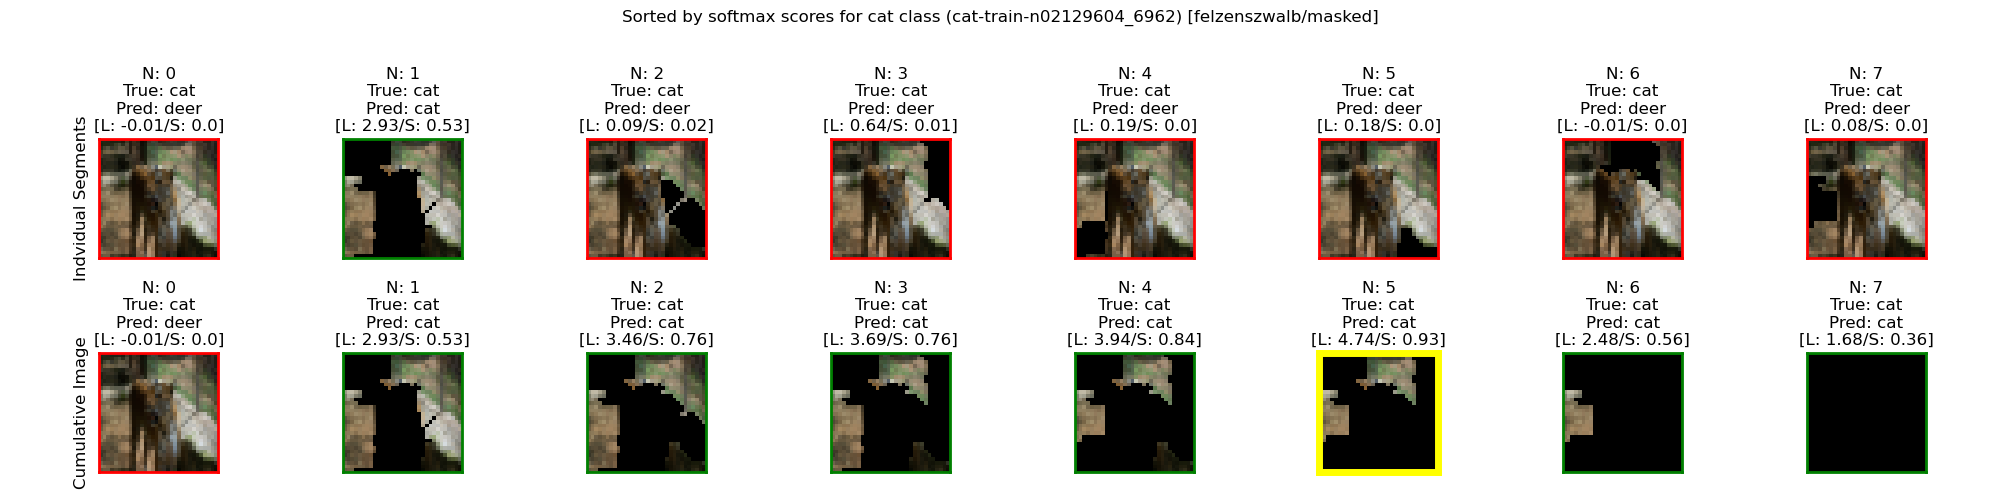 Sorted by softmax scores for cat class (cat-train-n02129604_6962) [felzenszwalb/masked]
Indvidual Segments
N: 0
True: cat
Pred: deer
[L: -0.01/S: 0.0]
N: 1
True: cat
Pred: cat
[L: 2.93/S: 0.53]
N: 2
True: cat
Pred: deer
[L: 0.09/S: 0.02]
N: 3
True: cat
Pred: deer
[L: 0.64/S: 0.01]
N: 4
True: cat
Pred: deer
[L: 0.19/S: 0.0]
N: 5
True: cat
Pred: deer
[L: 0.18/S: 0.0]
N: 6
True: cat
Pred: deer
[L: -0.01/S: 0.0]
N: 7
True: cat
Pred: deer
[L: 0.08/S: 0.0]
Cumulative Image
N: 0
True: cat
Pred: deer
[L: -0.01/S: 0.0]
N: 1
True: cat
Pred: cat
[L: 2.93/S: 0.53]
N: 2
True: cat
Pred: cat
[L: 3.46/S: 0.76]
N: 3
True: cat
Pred: cat
[L: 3.69/S: 0.76]
N: 4
True: cat
Pred: cat
[L: 3.94/S: 0.84]
N: 5
True: cat
Pred: cat
[L: 4.74/S: 0.93]
N: 6
True: cat
Pred: cat
[L: 2.48/S: 0.56]
N: 7
True: cat
Pred: cat
[L: 1.68/S: 0.36]